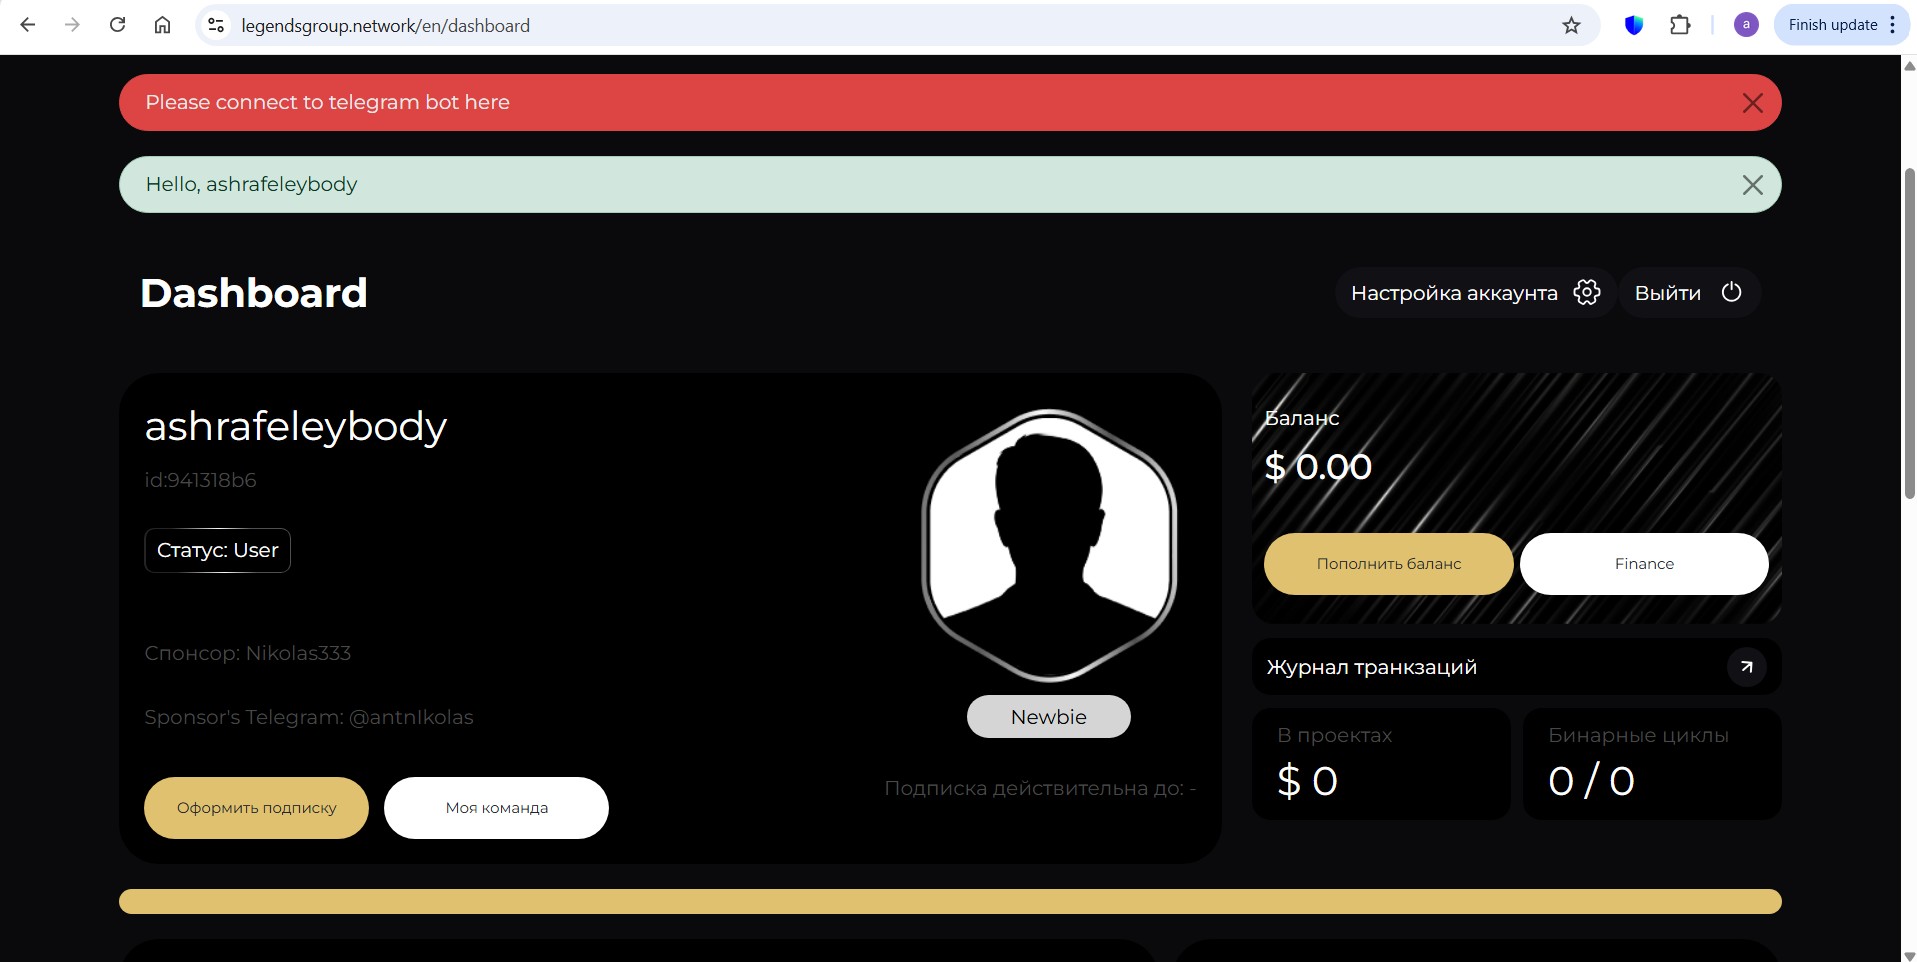 legendsgroup.network/en/dashboard
a
Finish update
Please connect to telegram bot here
Hello, ashrafeleybody
Dashboard
Настройка аккаунта
Выйти
ashrafeleybody
id:941318b6
Статус: User
Спонсор: Nikolas333
Sponsor's Telegram: @antnIkolas
Оформить подписку
Моя команда
Newbie
Подписка действительна до: -
Баланс
$ 0.00
Пополнить баланс
Finance
Журнал транкзаций
В проектах
$ 0
Бинарные циклы
0 / 0